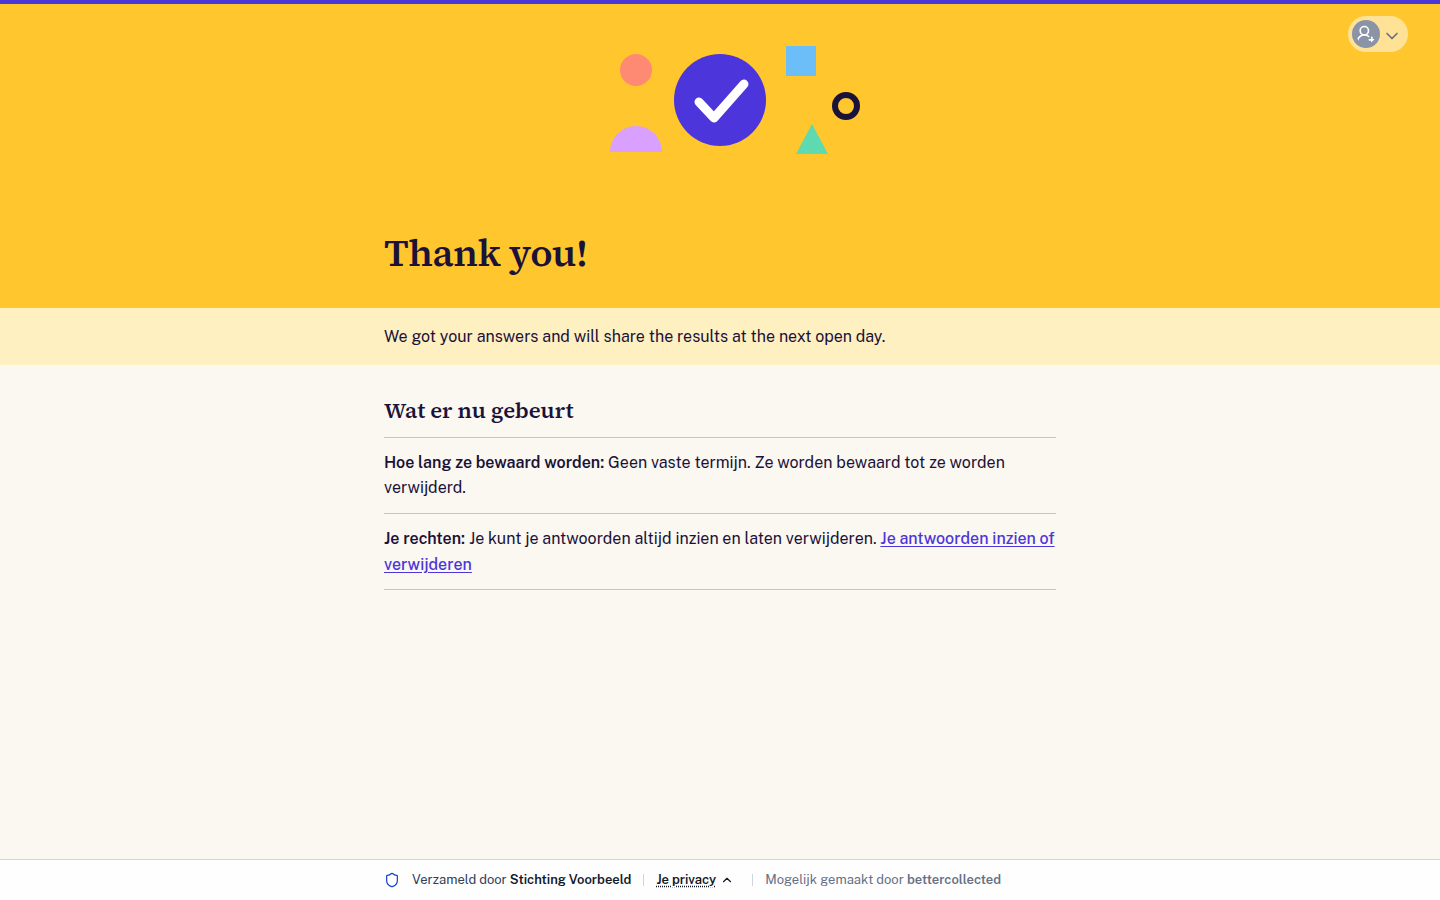 Thank you!
We got your answers and will share the results at the next open day.
Wat er nu gebeurt
Hoe lang ze bewaard worden: Geen vaste termijn. Ze worden bewaard tot ze worden
verwijderd.
Je rechten: Je kunt je antwoorden altijd inzien en laten verwijderen. Je antwoorden inzien of
verwijderen
Verzameld door Stichting Voorbeeld
Je privacy
Mogelijk gemaakt door bettercollected